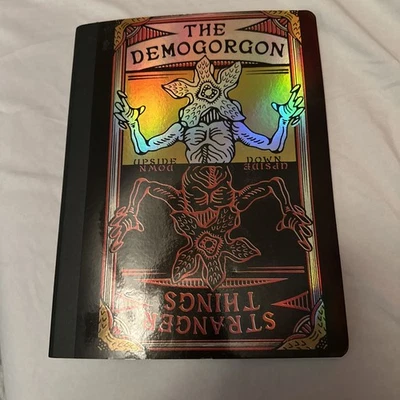 THE
DEMOGORGON
UPSIDE DOWN
DOWN UPSIDE
STRANGER
THINGS